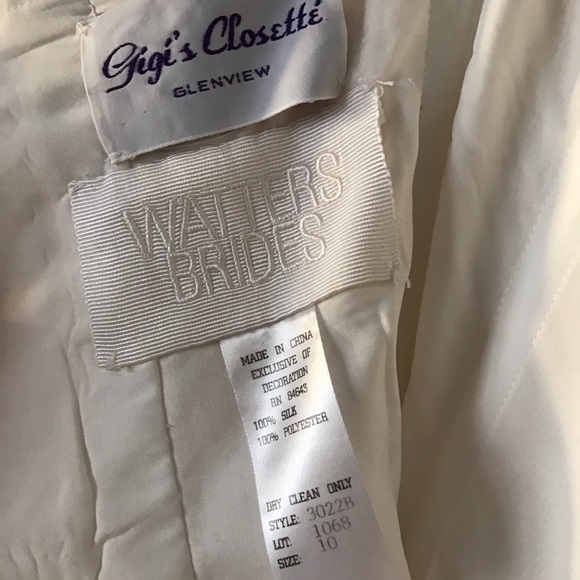 Gigi's Closette
GLENVIEW
WATTERS
BRIDES
MADE IN CHINA
EXCLUSIVE OF
DECORATION
RN 84643
100% SILK
100% POLYESTER
DRY CLEAN ONLY
STYLE: 3022B
LOT: 1068
SIZE: 10